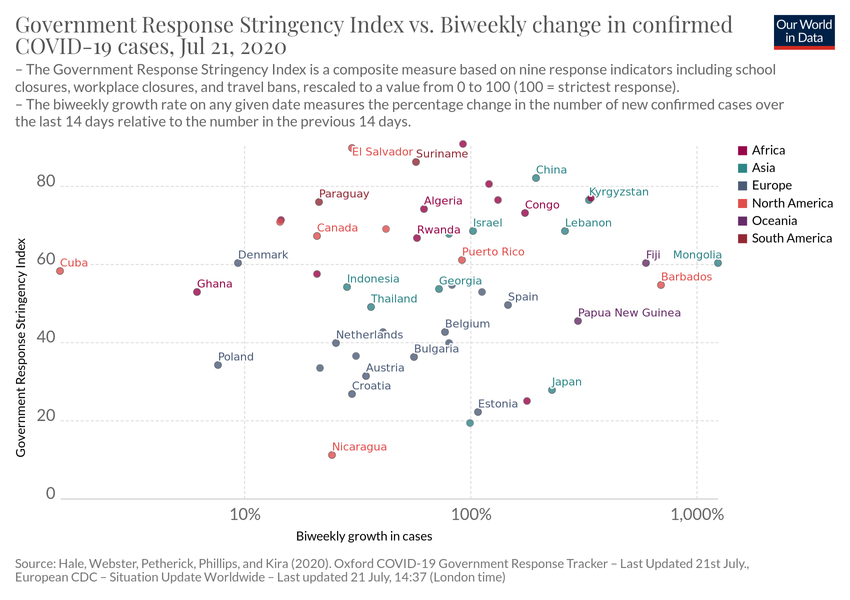 Government Response Stringency Index vs. Biweekly change in confirmed
COVID-19 cases, Jul 21, 2020
Our World
in Data
– The Government Response Stringency Index is a composite measure based on nine response indicators including school
closures, workplace closures, and travel bans, rescaled to a value from 0 to 100 (100 = strictest response).
– The biweekly growth rate on any given date measures the percentage change in the number of new confirmed cases over
the last 14 days relative to the number in the previous 14 days.
El Salvador
Suriname
China
Kyrgyzstan
80
Paraguay
Algeria
Congo
Canada
Rwanda
Israel
Lebanon
Puerto Rico
Denmark
Cuba
60
Fiji
Mongolia
Barbados
Ghana
Indonesia
Georgia
Thailand
Spain
Papua New Guinea
Belgium
Netherlands
40
Bulgaria
Poland
Austria
Croatia
Japan
Estonia
20
Nicaragua
0
Government Response Stringency Index
10%
100%
1,000%
Biweekly growth in cases
Africa
Asia
Europe
North America
Oceania
South America
Source: Hale, Webster, Petherick, Phillips, and Kira (2020). Oxford COVID-19 Government Response Tracker – Last Updated 21st July.,
European CDC – Situation Update Worldwide – Last updated 21 July, 14:37 (London time)